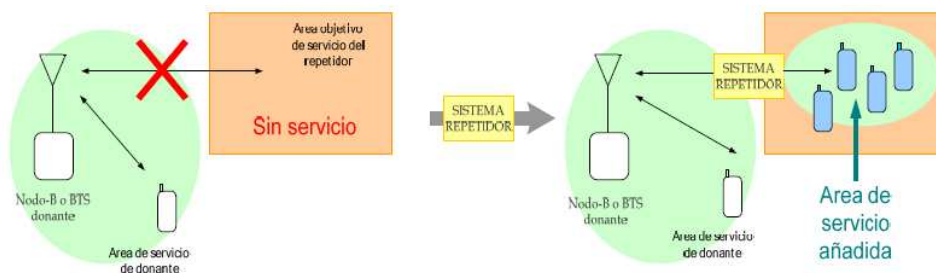 Area objetivo
de servicio del
repetidor
Sin servicio
Nodo-B o BTS
donante
Area de servicio
de donante
SISTEMA
REPETIDOR
SISTEMA
REPETIDOR
Nodo-B o BTS
donante
Area de servicio
de donante
Area de
servicio
añadida